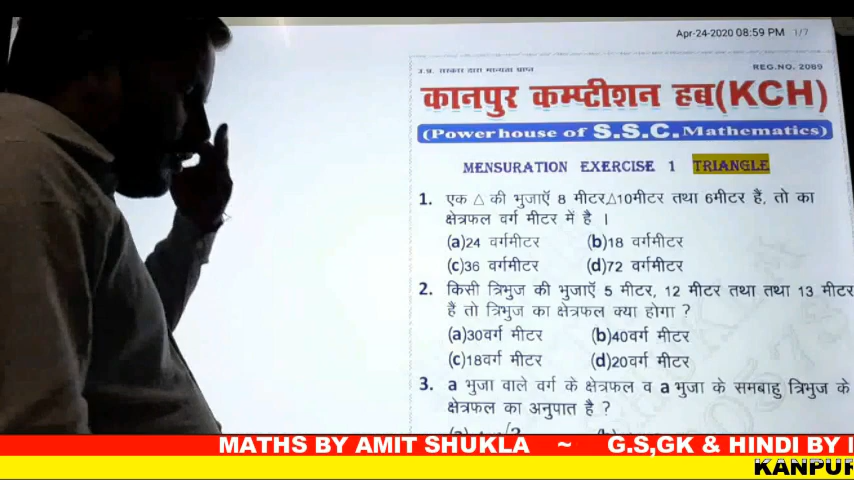 Apr-24-2020 08:59 PM 1/7
उ.प्र. सरकार द्वारा मान्यता प्राप्त
REG.NO. 2089
कानपुर कम्प्टीशन हब(KCH)
(Powerhouse of S.S.C. Mathematics)
MENSURATION EXERCISE 1 TRIANGLE
1. एक △ की भुजाऍ 8 मीटर△10मीटर तथा 6मीटर हैं, तो का
क्षेत्रफल वर्ग मीटर में है ।
(a)24 वर्गमीटर (b)18 वर्गमीटर
(c)36 वर्गमीटर (d)72 वर्गमीटर
2. किसी त्रिभुज की भुजाऍ 5 मीटर, 12 मीटर तथा तथा 13 मीटर
हैं तो त्रिभुज का क्षेत्रफल क्या होगा ?
(a)30वर्ग मीटर (b)40वर्ग मीटर
(c)18वर्ग मीटर (d)20वर्ग मीटर
3. a भुजा वाले वर्ग के क्षेत्रफल व a भुजा के समबाहु त्रिभुज के
क्षेत्रफल का अनुपात है ?
MATHS BY AMIT SHUKLA ~ G.S,GK & HINDI BY
KANPUR